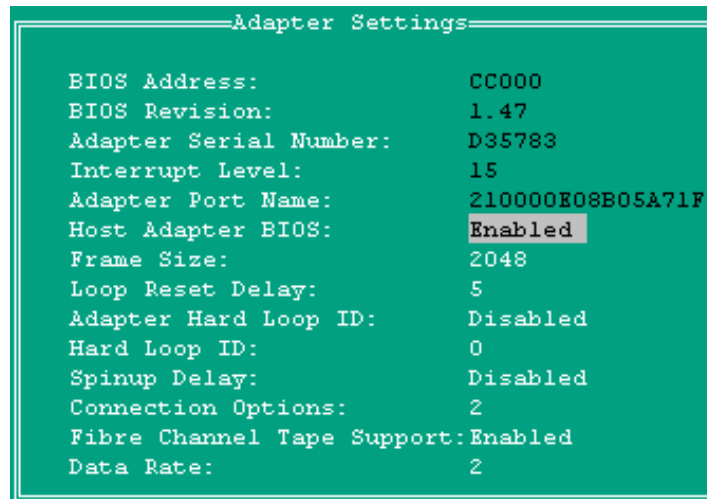 Adapter Settings
BIOS Address: CC000
BIOS Revision: 1.47
Adapter Serial Number: D35783
Interrupt Level: 15
Adapter Port Name: 210000E08B05A71F
Host Adapter BIOS: Enabled
Frame Size: 2048
Loop Reset Delay: 5
Adapter Hard Loop ID: Disabled
Hard Loop ID: 0
Spinup Delay: Disabled
Connection Options: 2
Fibre Channel Tape Support:Enabled
Data Rate: 2